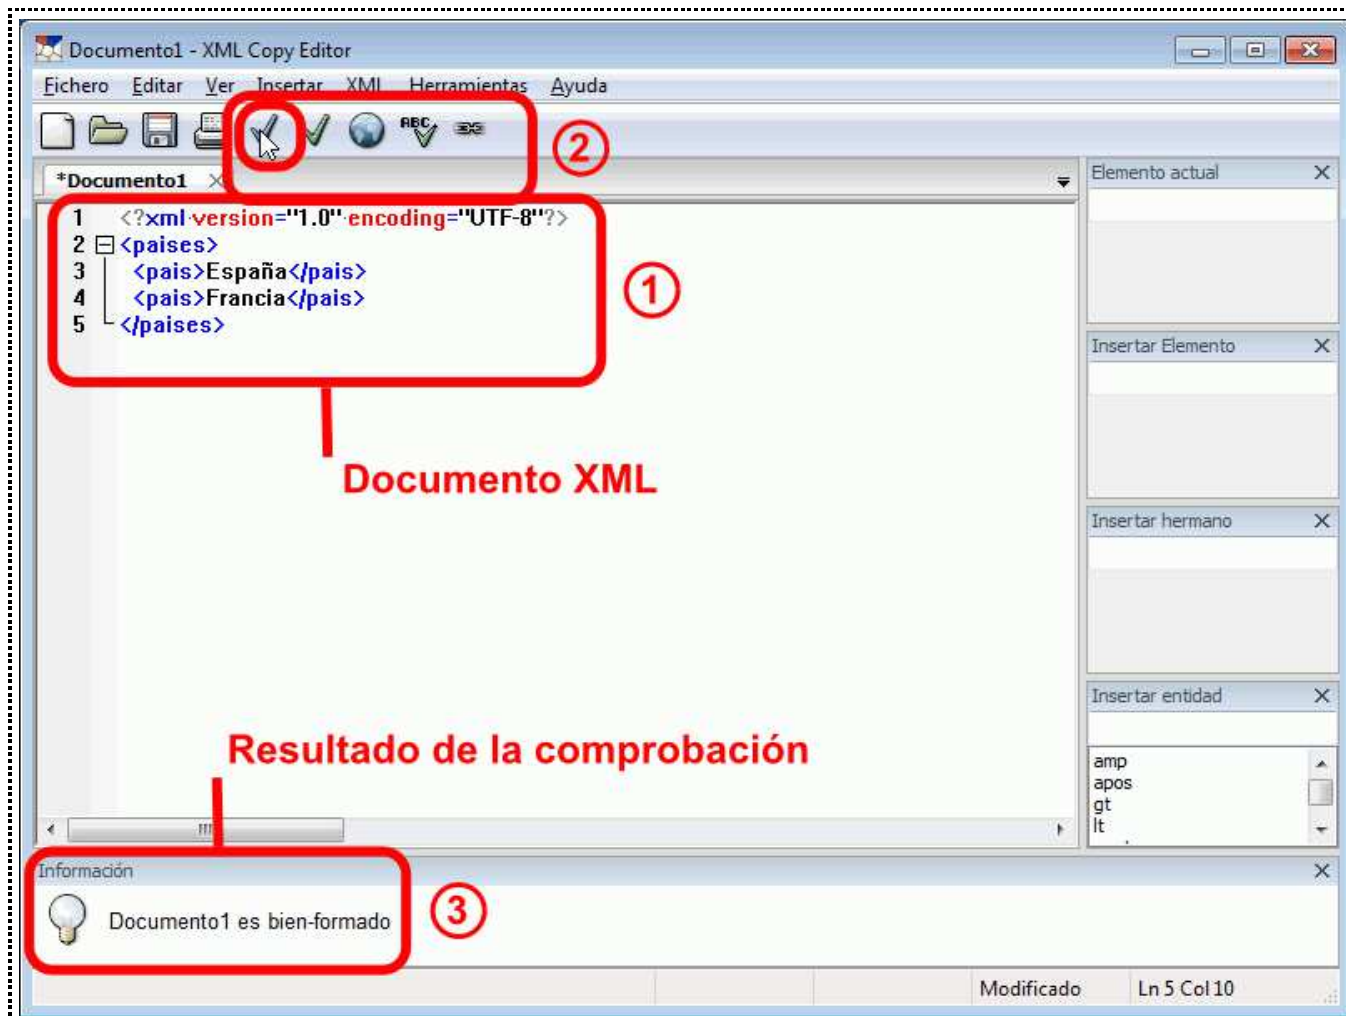 Documento1 - XML Copy Editor
Fichero Editar Ver Insertar XML Herramientas Ayuda
ABC
2
*Documento1
1 <?xml version="1.0" encoding="UTF-8"?>
2 <paises>
3 <pais>España</pais>
4 <pais>Francia</pais>
5 </paises>
1
Documento XML
Elemento actual
Insertar Elemento
Insertar hermano
Insertar entidad
amp
apos
gt
lt
Resultado de la comprobación
Información
Documento1 es bien-formado
3
Modificado Ln 5 Col 10